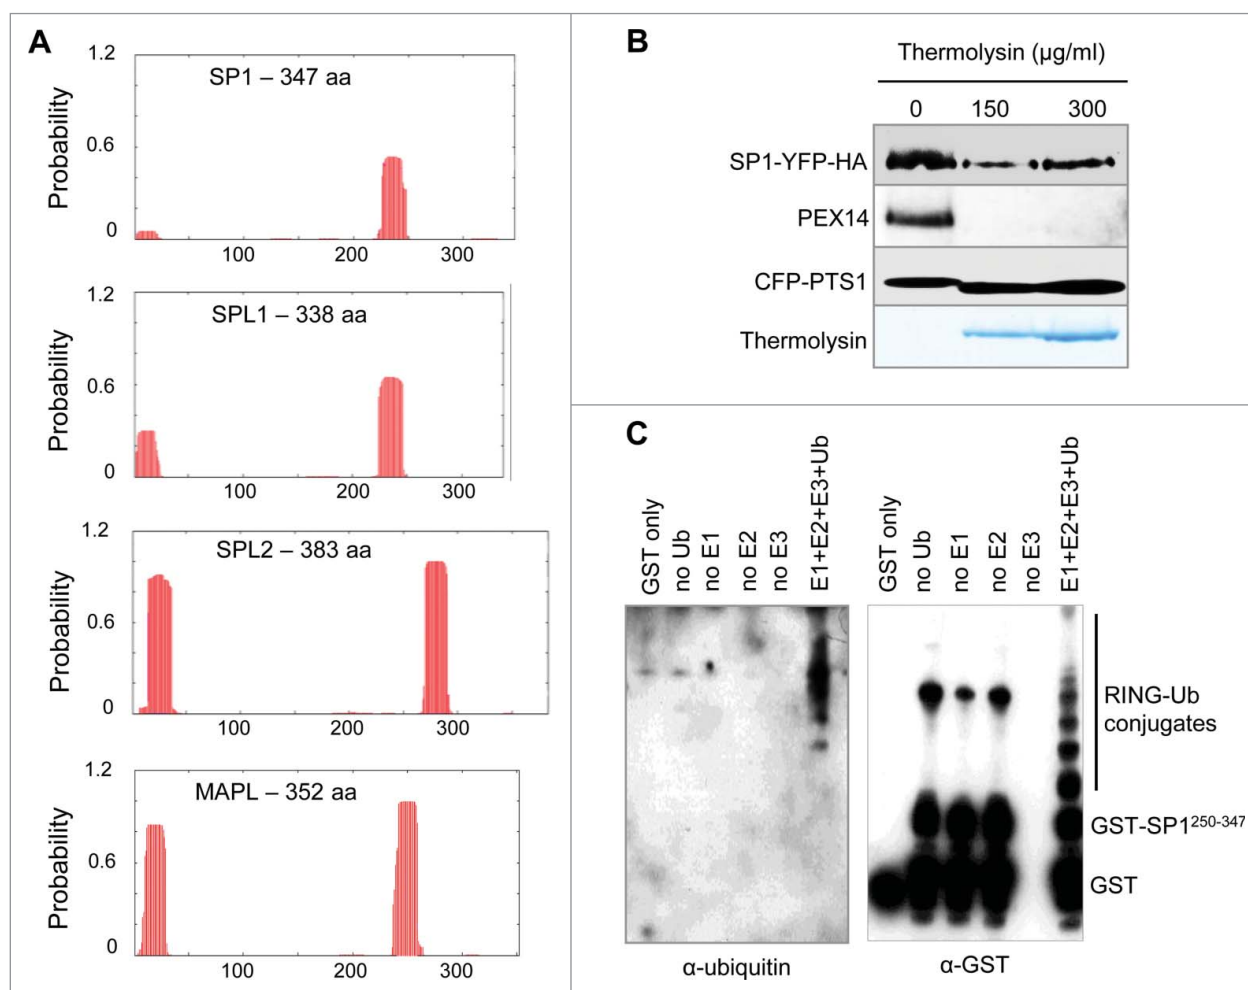 A
1.2
0.6
0
Probability
SP1 – 347 aa
100 200 300
1.2
0.6
0
Probability
SPL1 – 338 aa
100 200 300
1.2
0.6
0
Probability
SPL2 – 383 aa
100 200 300
1.2
0.6
0
Probability
MAPL – 352 aa
100 200 300
B
Thermolysin (μg/ml)
0 150 300
SP1-YFP-HA
PEX14
CFP-PTS1
Thermolysin
C
GST only
no Ub
no E1
no E2
no E3
E1+E2+E3+Ub
α-ubiquitin
GST only
no Ub
no E1
no E2
no E3
E1+E2+E3+Ub
RING-Ub
conjugates
GST-SP1²⁵⁰⁻³⁴⁷
GST
α-GST